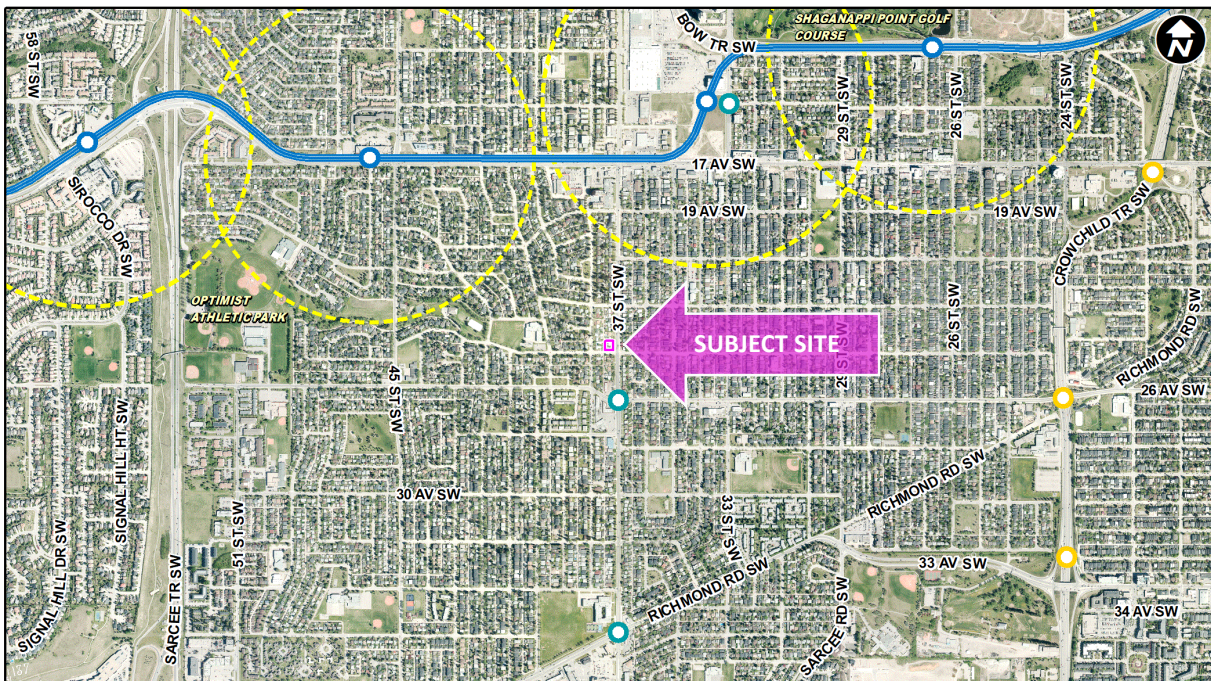 58 ST SW
BOW TR SW
SHAGANAPPI POINT GOLF
COURSE
N
29 ST SW
26 ST SW
24 ST SW
17 AV SW
SIROCCO DR SW
19 AV SW
19 AV SW
CROWCHILD TR SW
OPTIMIST
ATHLETIC PARK
37 ST SW
SUBJECT SITE
29 ST SW
26 ST SW
RICHMOND RD SW
45 ST SW
26 AV SW
SIGNAL HILL HT SW
30 AV SW
RICHMOND RD SW
33 ST SW
51 ST SW
SIGNAL HILL DR SW
SARCEE TR SW
RICHMOND RD SW
33 AV SW
SARCEE RD SW
34 AV SW